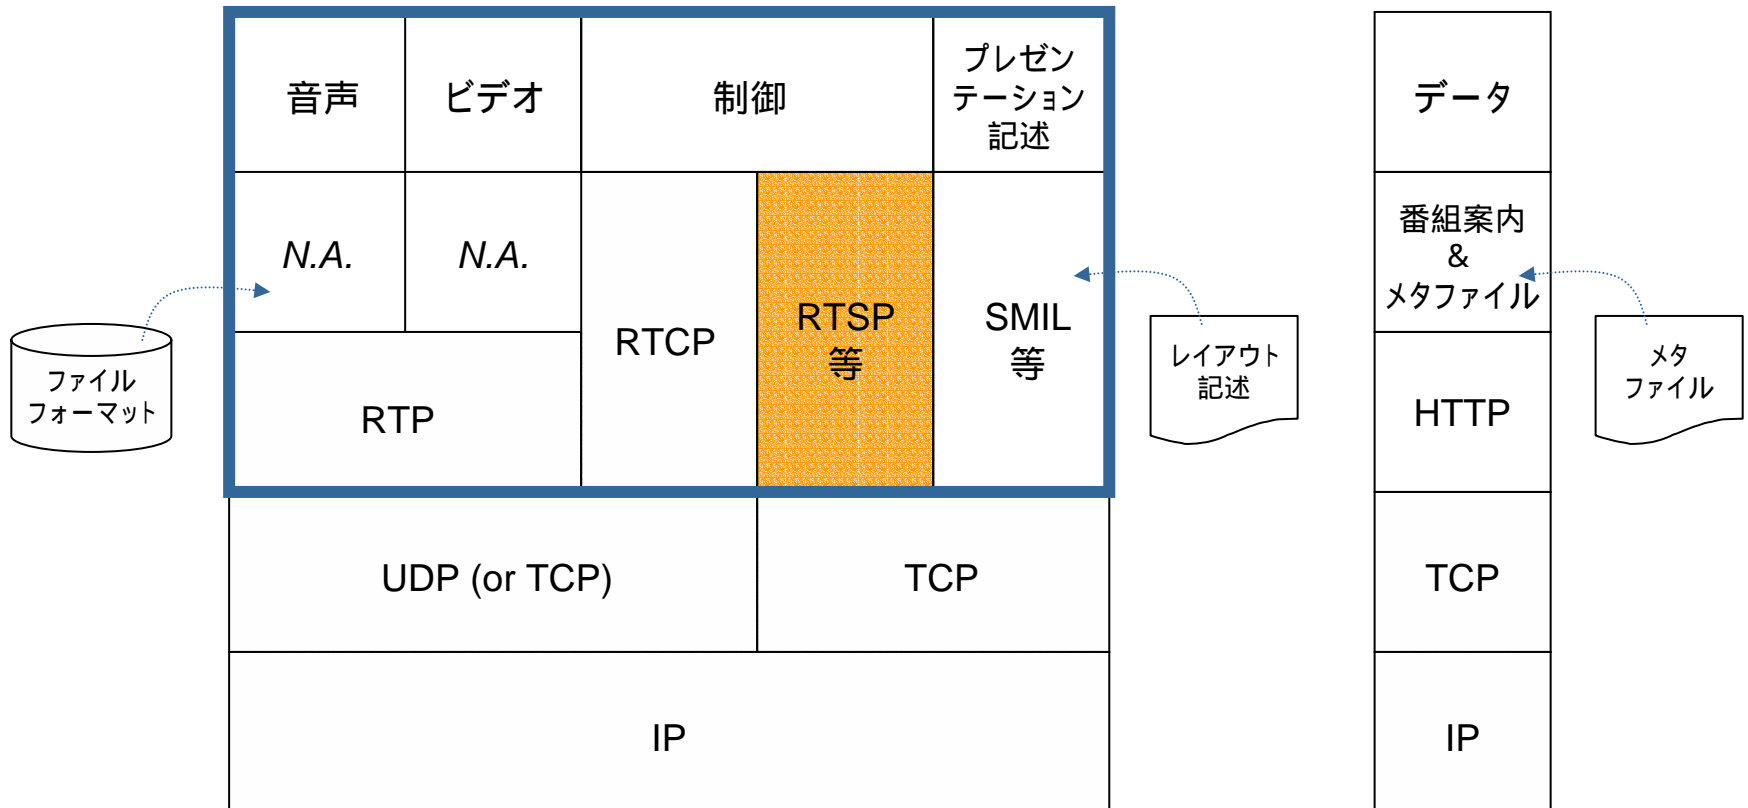 音声
ビデオ
制御
プレゼン
テーション
記述
データ
N.A.
N.A.
RTCP
RTSP
等
SMIL
等
番組案内
&
メタファイル
ファイル
フォーマット
RTP
レイアウト
記述
HTTP
メタ
ファイル
UDP (or TCP)
TCP
TCP
IP
IP